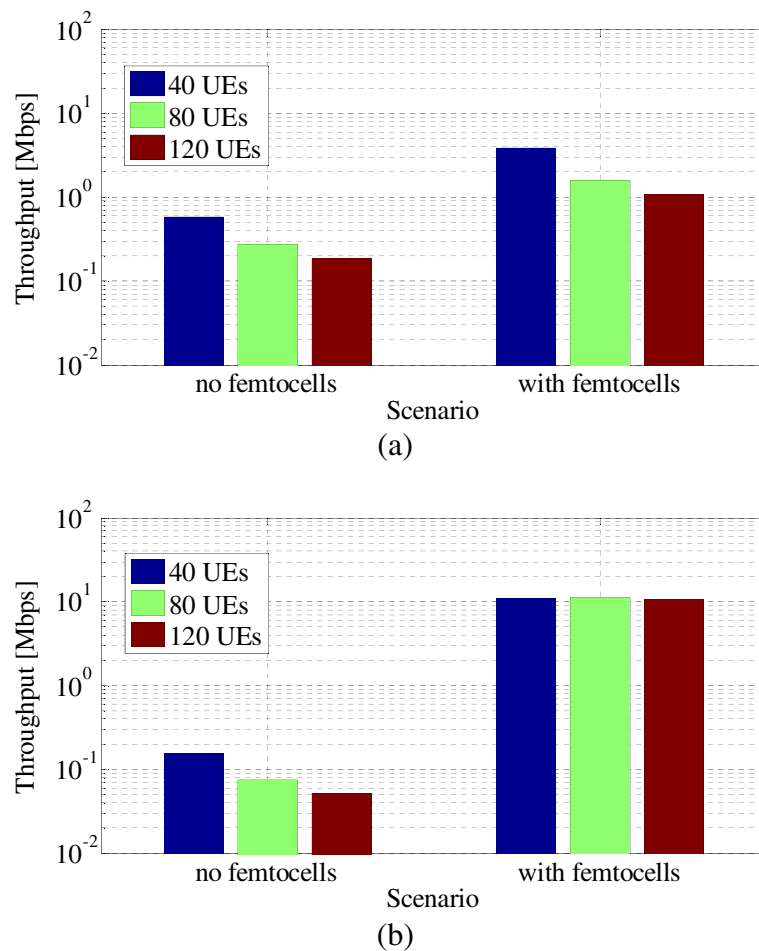 10^2
10^1
10^0
10^-1
10^-2
Throughput [Mbps]
40 UEs
80 UEs
120 UEs
no femtocells with femtocells
Scenario
(a)
10^2
10^1
10^0
10^-1
10^-2
Throughput [Mbps]
40 UEs
80 UEs
120 UEs
no femtocells with femtocells
Scenario
(b)